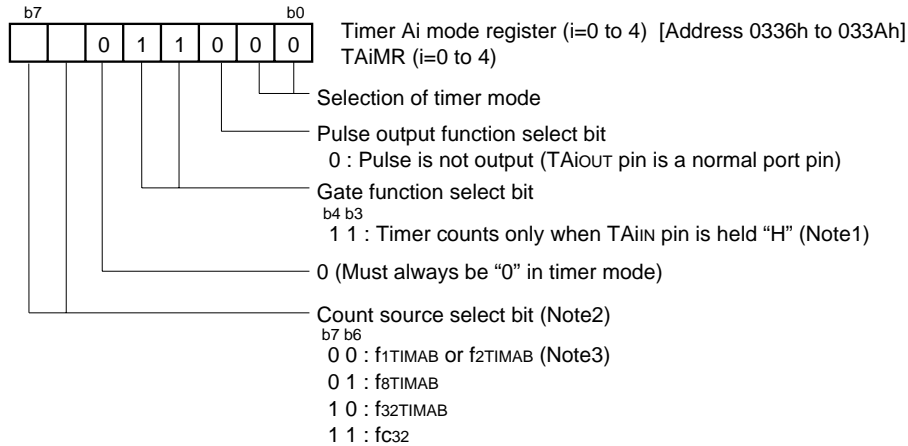 b7 b0
0 1 1 0 0 0
Timer Ai mode register (i=0 to 4) [Address 0336h to 033Ah]
TAiMR (i=0 to 4)
Selection of timer mode
Pulse output function select bit
0 : Pulse is not output (TAiOUT pin is a normal port pin)
Gate function select bit
b4 b3
1 1 : Timer counts only when TAiIN pin is held “H” (Note1)
0 (Must always be “0” in timer mode)
Count source select bit (Note2)
b7 b6
0 0 : f1TIMAB or f2TIMAB (Note3)
0 1 : f8TIMAB
1 0 : f32TIMAB
1 1 : fC32